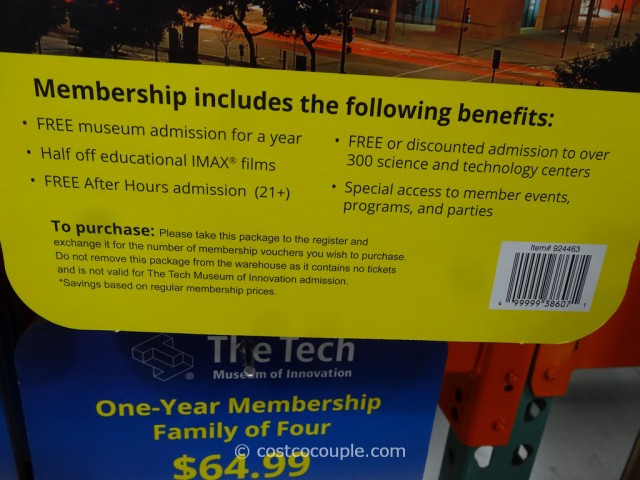 Membership includes the following benefits:
• FREE museum admission for a year
• Half off educational IMAX® films
• FREE After Hours admission (21+)
• FREE or discounted admission to over
300 science and technology centers
• Special access to member events,
programs, and parties
To purchase: Please take this package to the register and
exchange it for the number of membership vouchers you wish to purchase.
Do not remove this package from the warehouse as it contains no tickets
and is not valid for The Tech Museum of Innovation admission.
*Savings based on regular membership prices.
Item# 924463
4 99999 38607 1
The Tech
Museum of Innovation
®
One-Year Membership
Family of Four
© costcocouple.com
$64.99